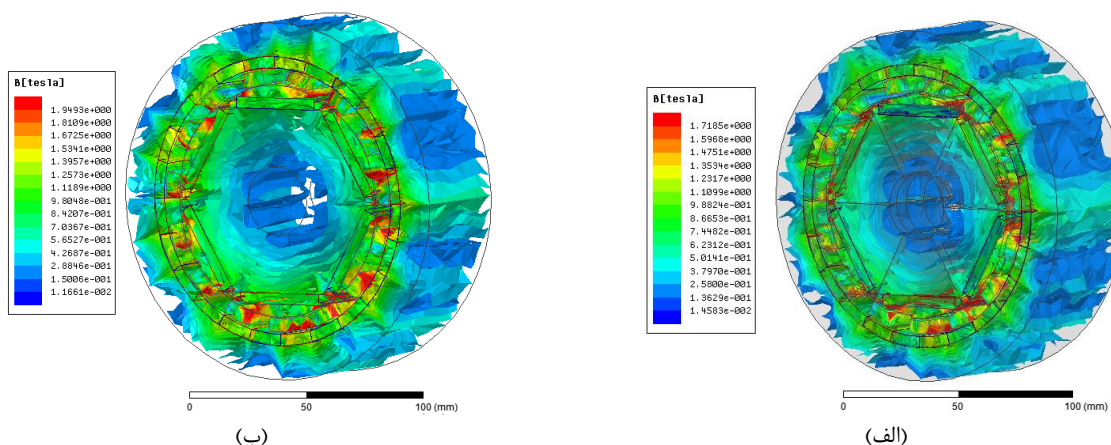 B[tesla]
1.9493e+000
1.8109e+000
1.6725e+000
1.5341e+000
1.3957e+000
1.2573e+000
1.1189e+000
9.8048e-001
8.4207e-001
7.0367e-001
5.6527e-001
4.2687e-001
2.8846e-001
1.5006e-001
1.1661e-002
0 50 100 (mm)
(ب)
B[tesla]
1.7185e+000
1.5968e+000
1.4751e+000
1.3534e+000
1.2317e+000
1.1099e+000
9.8824e-001
8.6653e-001
7.4482e-001
6.2312e-001
5.0141e-001
3.7970e-001
2.5800e-001
1.3629e-001
1.4583e-002
0 50 100 (mm)
(الف)